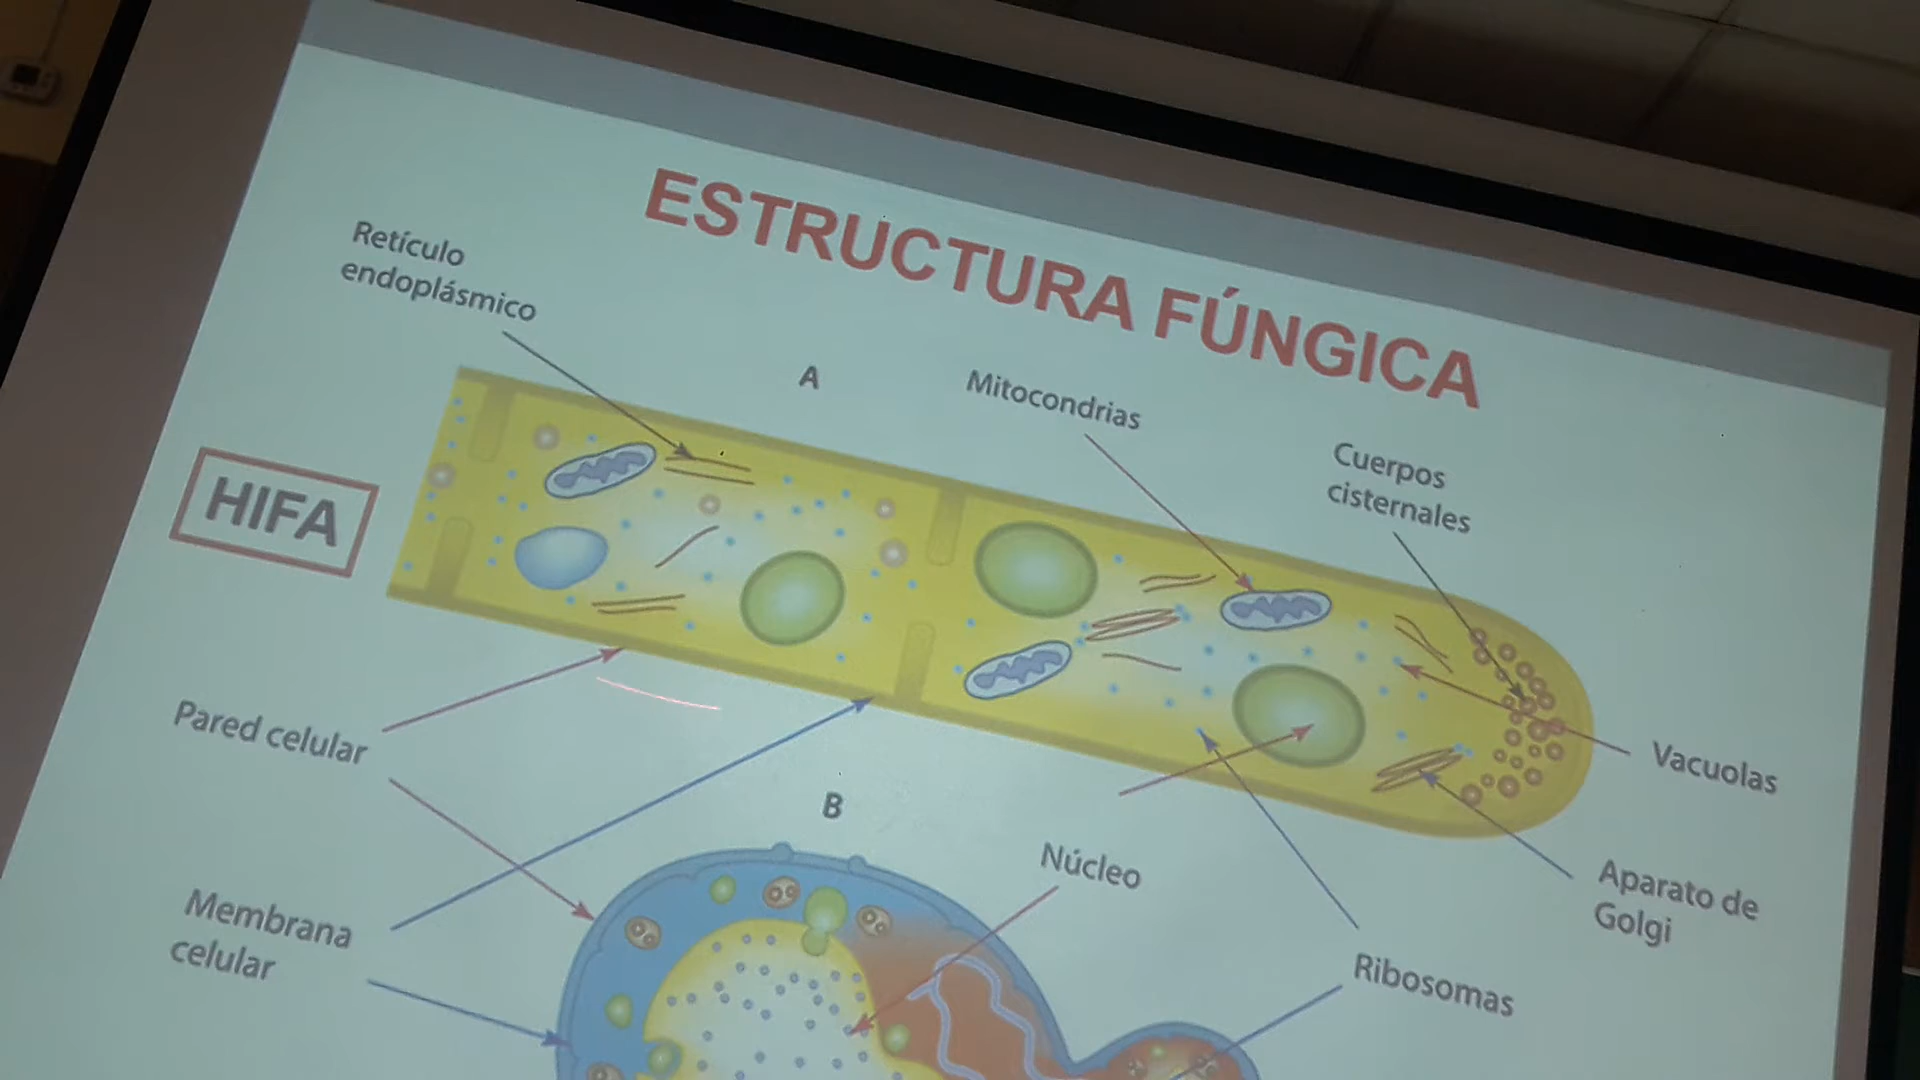 ESTRUCTURA FÚNGICA
Retículo
endoplásmico
A
Mitocondrias
Cuerpos
cisternales
HIFA
Pared celular
Vacuolas
B
Núcleo
Aparato de
Golgi
Membrana
celular
Ribosomas